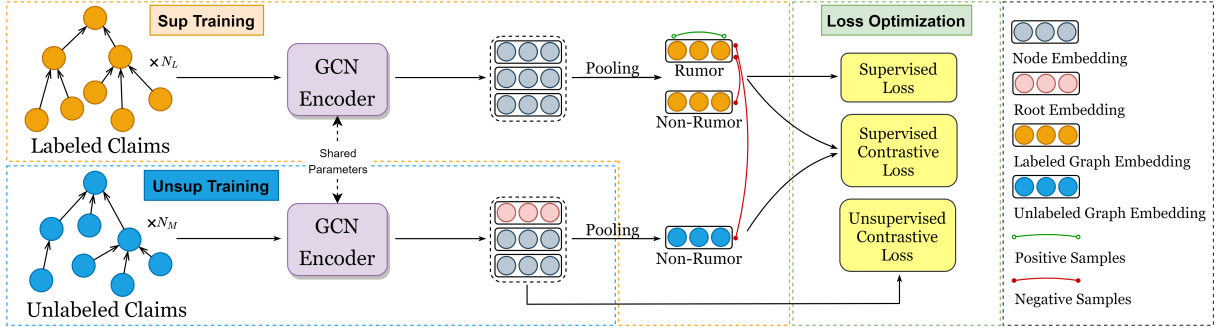 Sup Training
× N_L
Labeled Claims
GCN
Encoder
Shared
Parameters
Unsup Training
×N_M
Unlabeled Claims
GCN
Encoder
Pooling
Rumor
Non-Rumor
Pooling
Non-Rumor
Loss Optimization
Supervised
Loss
Supervised
Contrastive
Loss
Unsupervised
Contrastive
Loss
Node Embedding
Root Embedding
Labeled Graph Embedding
Unlabeled Graph Embedding
Positive Samples
Negative Samples